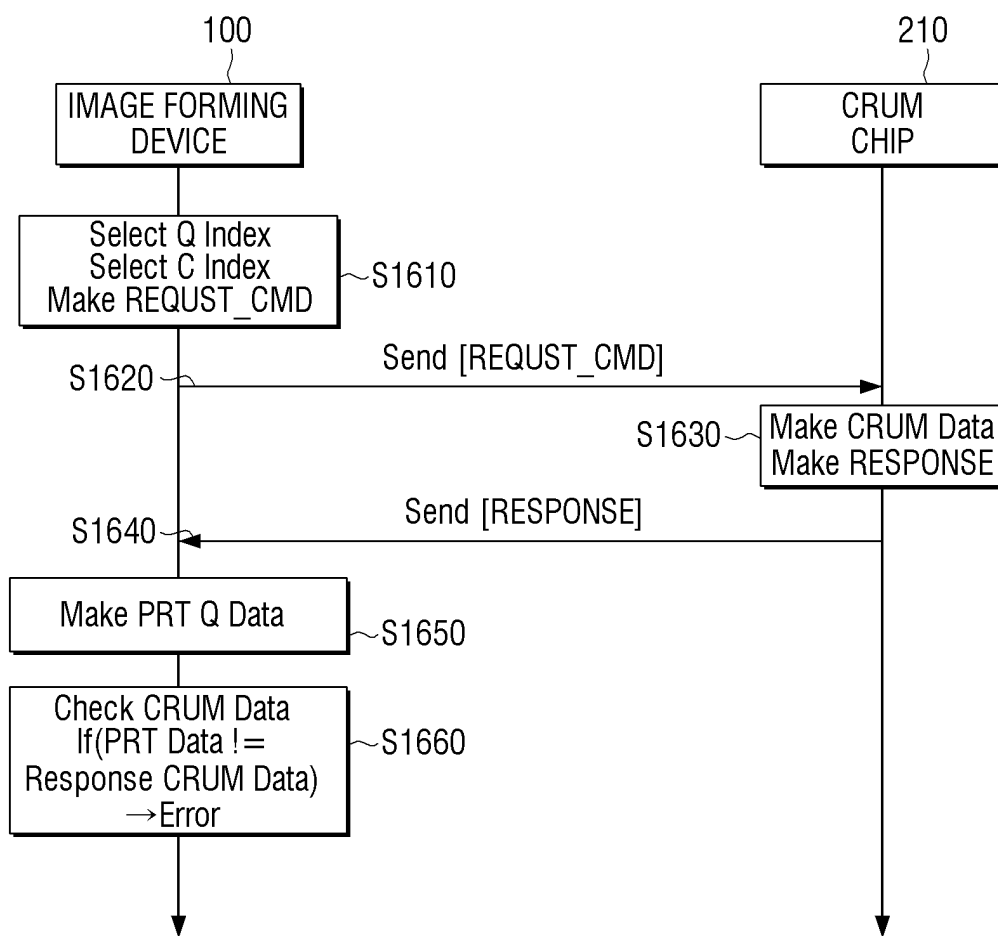 100
210
IMAGE FORMING
DEVICE
CRUM
CHIP
Select Q Index
Select C Index
Make REQUST_CMD
S1610
Send [REQUST_CMD]
S1620
S1630
Make CRUM Data
Make RESPONSE
Send [RESPONSE]
S1640
Make PRT Q Data
S1650
Check CRUM Data
If(PRT Data !=
Response CRUM Data)
→Error
S1660